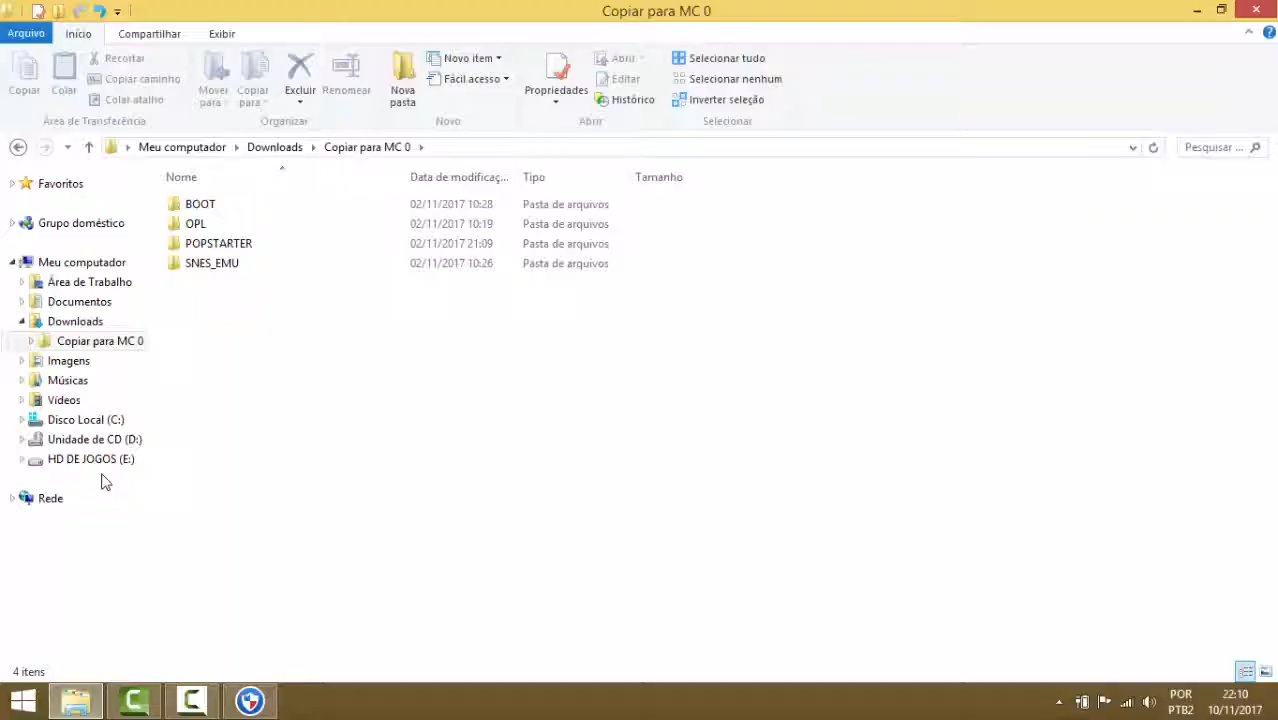 Copiar para MC 0
Arquivo Início Compartilhar Exibir
Copiar
Colar
Recortar
Copiar caminho
Colar atalho
Área de Transferência
Mover para
Copiar para
Excluir
Renomear
Organizar
Nova pasta
Novo item
Fácil acesso
Novo
Propriedades
Abrir
Editar
Histórico
Abrir
Selecionar tudo
Selecionar nenhum
Inverter seleção
Selecionar
Meu computador Downloads Copiar para MC 0
Pesquisar ...
Nome Data de modificaç... Tipo Tamanho
BOOT 02/11/2017 10:28 Pasta de arquivos
OPL 02/11/2017 10:19 Pasta de arquivos
POPSTARTER 02/11/2017 21:09 Pasta de arquivos
SNES_EMU 02/11/2017 10:26 Pasta de arquivos
Favoritos
Grupo doméstico
Meu computador
Área de Trabalho
Documentos
Downloads
Copiar para MC 0
Imagens
Músicas
Vídeos
Disco Local (C:)
Unidade de CD (D:)
HD DE JOGOS (E:)
Rede
4 itens
POR
PTB2
22:10
10/11/2017